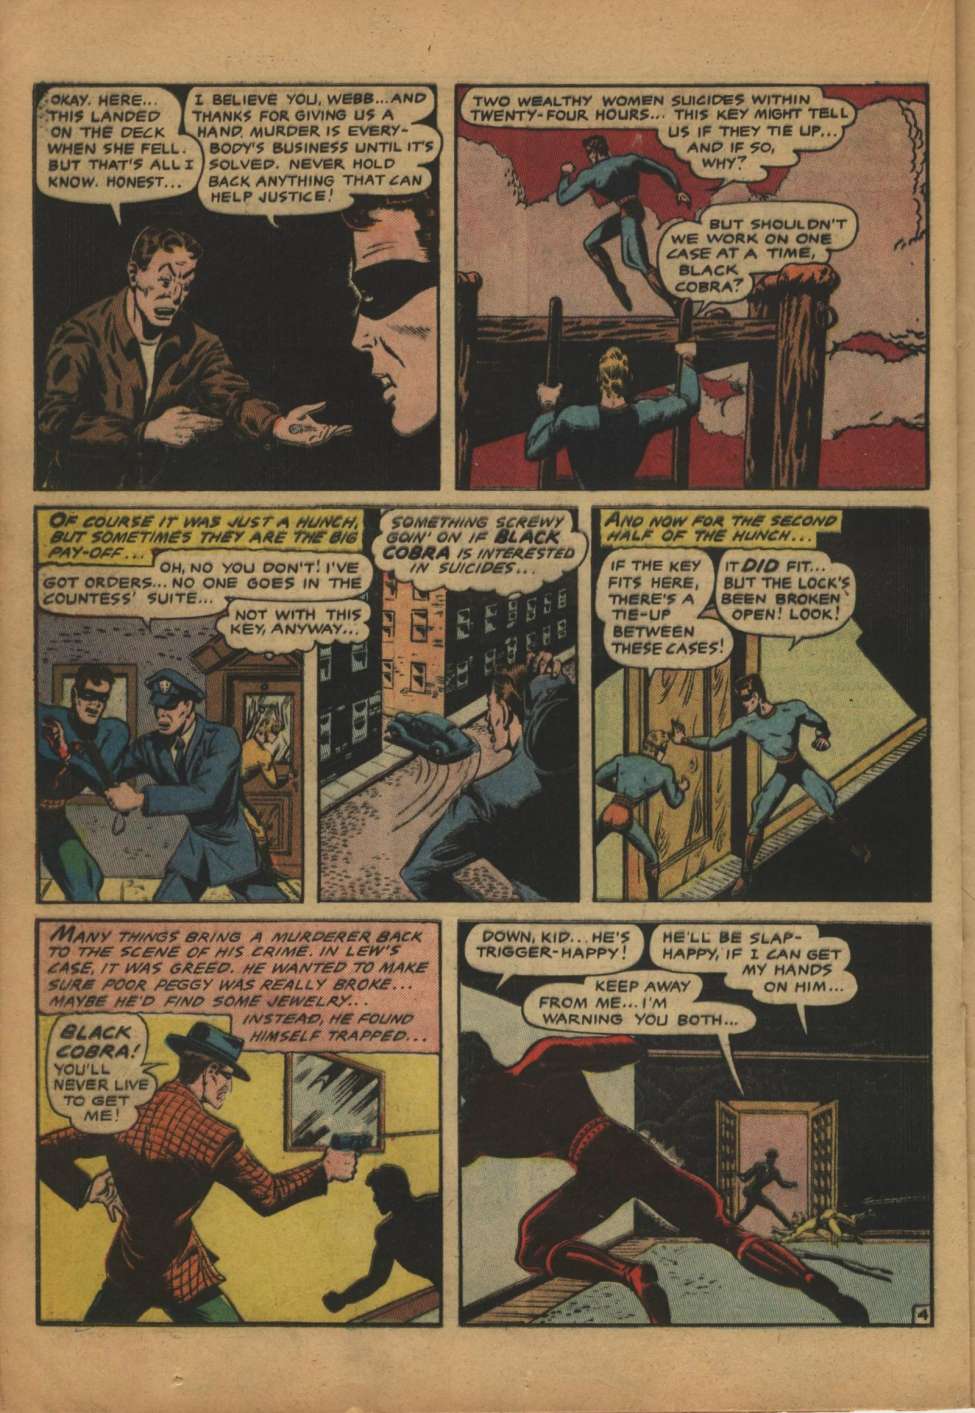 OKAY. HERE...
THIS LANDED
ON THE DECK
WHEN SHE FELL.
BUT THAT'S ALL I
KNOW. HONEST...
I BELIEVE YOU, WEBB...AND
THANKS FOR GIVING US A
HAND. MURDER IS EVERY-
BODY'S BUSINESS UNTIL IT'S
SOLVED. NEVER HOLD
BACK ANYTHING THAT CAN
HELP JUSTICE!
TWO WEALTHY WOMEN SUICIDES WITHIN
TWENTY-FOUR HOURS... THIS KEY MIGHT TELL
US IF THEY TIE UP...
AND IF SO,
WHY?
BUT SHOULDN'T
WE WORK ON ONE
CASE AT A TIME,
BLACK
COBRA?
OF COURSE IT WAS JUST A HUNCH,
BUT SOMETIMES THEY ARE THE BIG
PAY-OFF...
OH, NO YOU DON'T! I'VE
GOT ORDERS... NO ONE GOES IN THE
COUNTESS' SUITE...
NOT WITH THIS
KEY, ANYWAY...
SOMETHING SCREWY
GOIN' ON IF BLACK
COBRA IS INTERESTED
IN SUICIDES...
AND NOW FOR THE SECOND
HALF OF THE HUNCH...
IF THE KEY
FITS HERE,
THERE'S A
TIE-UP
BETWEEN
THESE CASES!
IT DID FIT...
BUT THE LOCK'S
BEEN BROKEN
OPEN! LOOK!
MANY THINGS BRING A MURDERER BACK
TO THE SCENE OF HIS CRIME. IN LEW'S
CASE, IT WAS GREED. HE WANTED TO MAKE
SURE POOR PEGGY WAS REALLY BROKE...
MAYBE HE'D FIND SOME JEWELRY...
INSTEAD, HE FOUND
HIMSELF TRAPPED...
BLACK
COBRA!
YOU'LL
NEVER LIVE
TO GET
ME!
DOWN, KID... HE'S
TRIGGER-HAPPY!
HE'LL BE SLAP-
HAPPY, IF I CAN GET
MY HANDS
ON HIM...
KEEP AWAY
FROM ME...I'M
WARNING YOU BOTH...
4